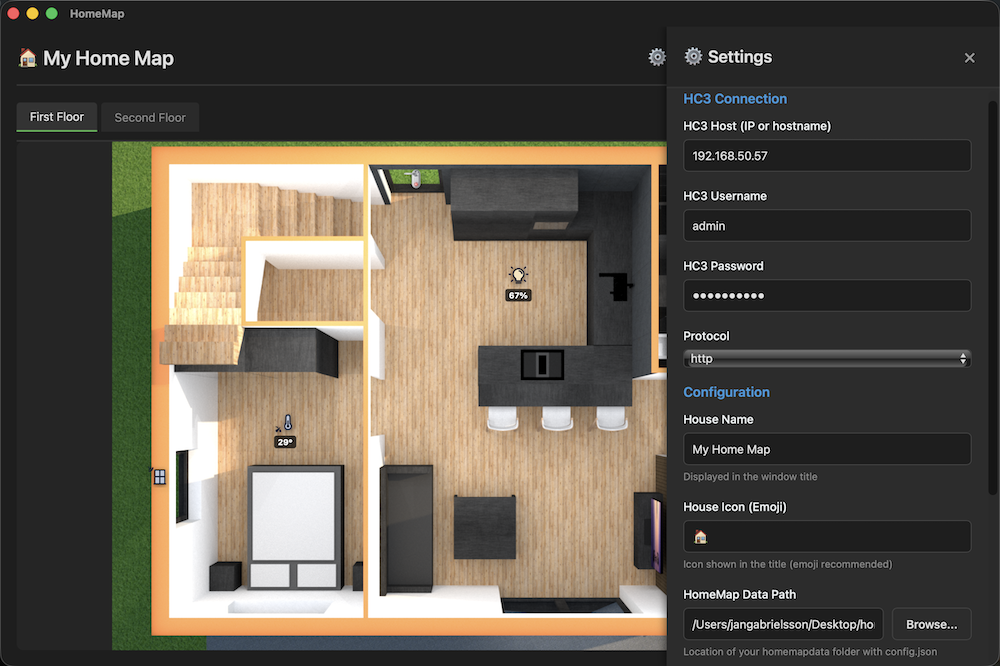 HomeMap
🏠 My Home Map
First Floor
Second Floor
67%
29°
Settings
HC3 Connection
HC3 Host (IP or hostname)
192.168.50.57
HC3 Username
admin
HC3 Password
••••••••••
Protocol
http
Configuration
House Name
My Home Map
Displayed in the window title
House Icon (Emoji)
🏠
Icon shown in the title (emoji recommended)
HomeMap Data Path
/Users/jangabrielsson/Desktop/ho
Browse...
Location of your homemapdata folder with config.json